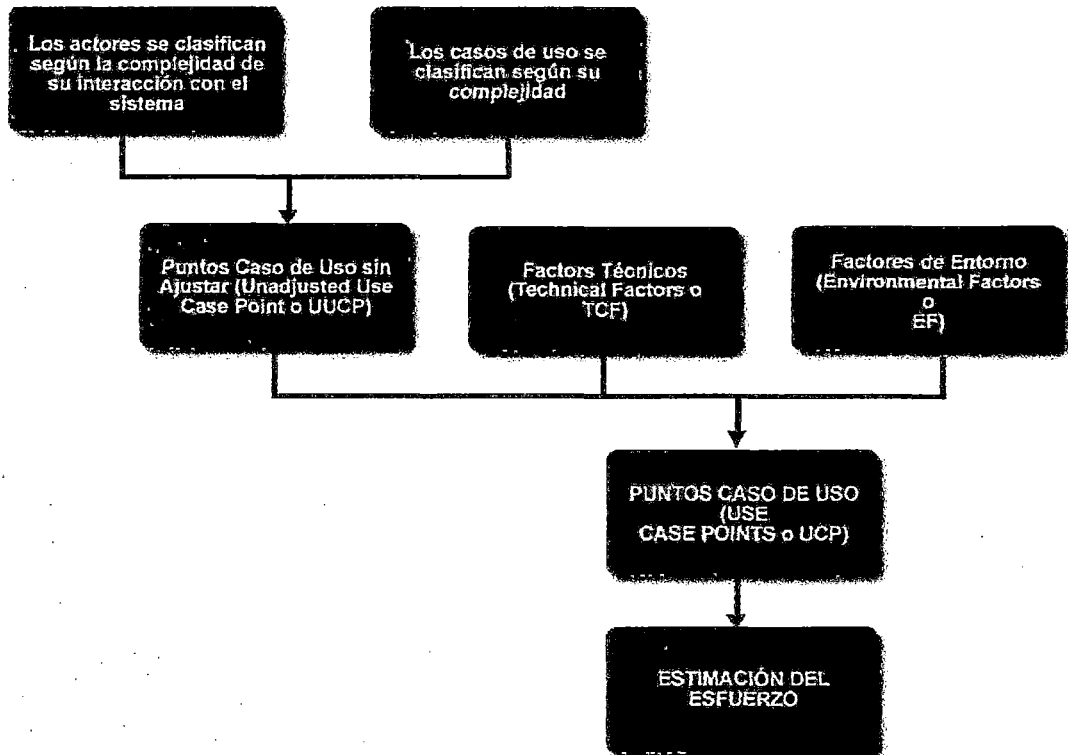 Los actores se clasifican
según la complejidad de
su interacción con el
sistema
Los casos de uso se
clasifican según su
complejidad
Puntos Caso de Uso sin
Ajustar (Unadjusted Use
Case Point o UUCP)
Factors Técnicos
(Technical Factors o
TCF)
Factores de Entorno
(Environmental Factors
o
EF)
PUNTOS CASO DE USO
(USE
CASE POINTS o UCP)
ESTIMACIÓN DEL
ESFUERZO